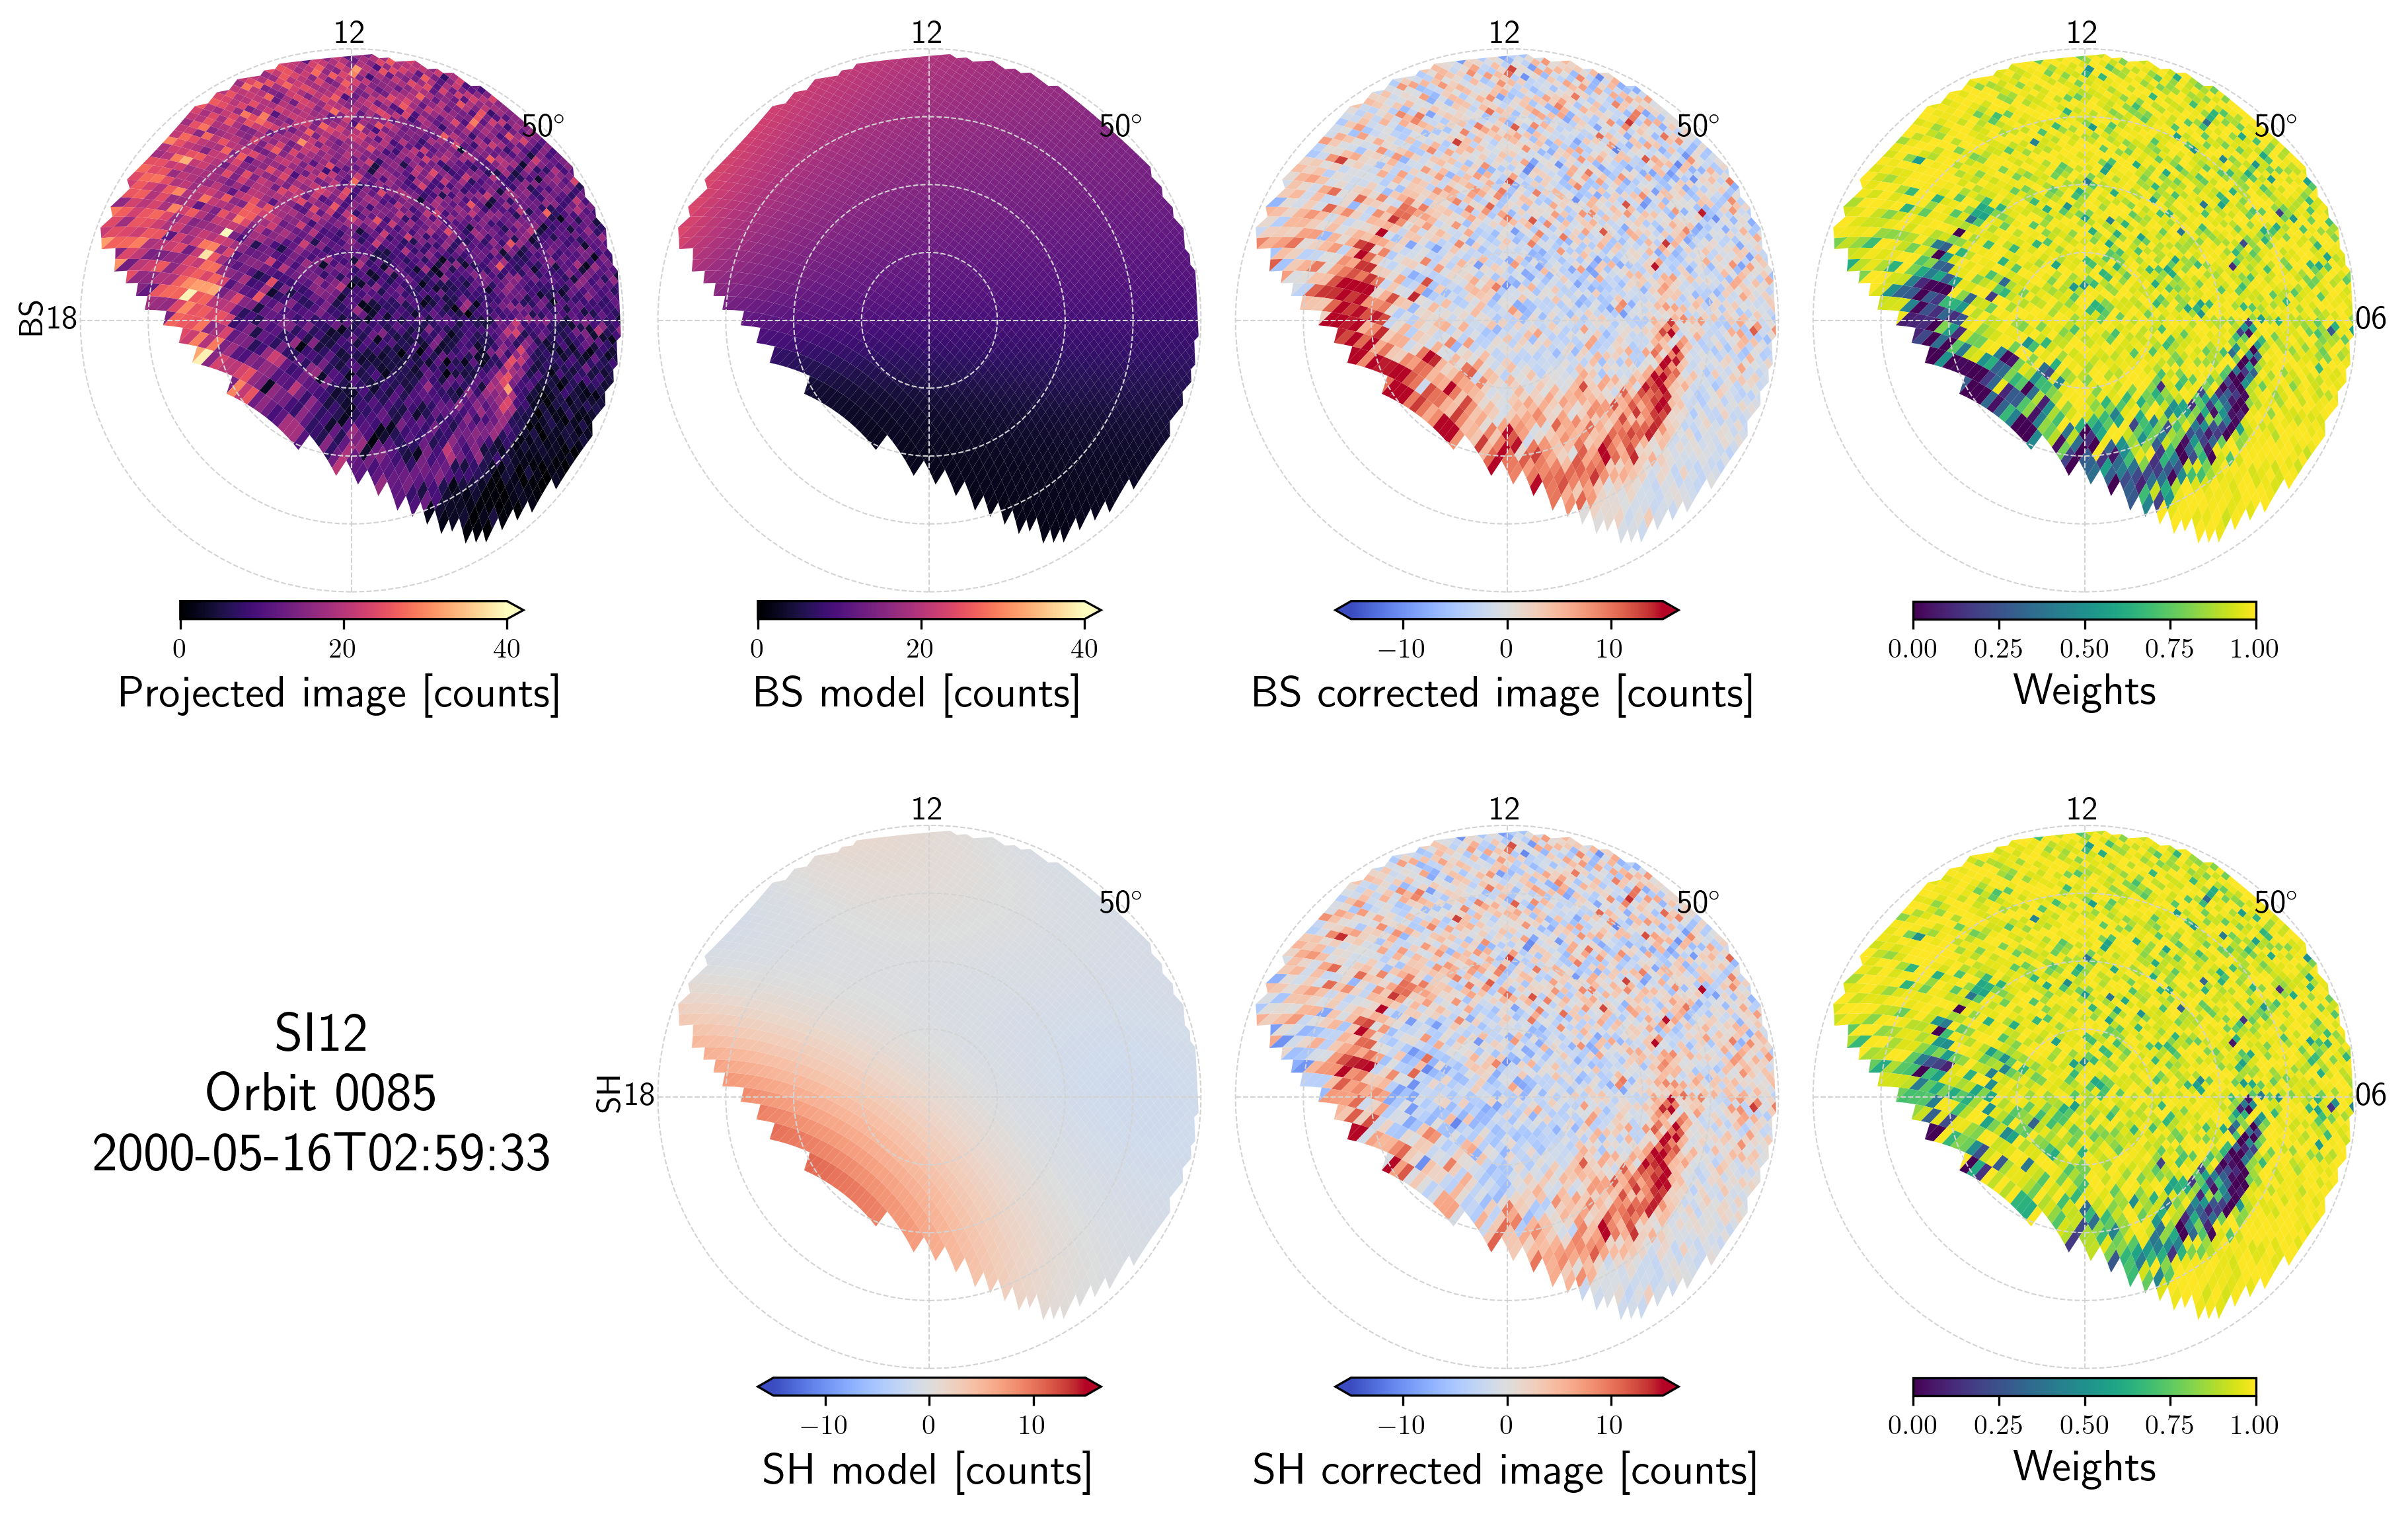 12
12
12
12
50°
50°
50°
50°
BS
18
06
0 20 40
0 20 40
−10 0 10
0.00 0.25 0.50 0.75 1.00
Projected image [counts]
BS model [counts]
BS corrected image [counts]
Weights
12
12
12
50°
50°
50°
SI12
Orbit 0085
2000-05-16T02:59:33
SH
18
06
−10 0 10
−10 0 10
0.00 0.25 0.50 0.75 1.00
SH model [counts]
SH corrected image [counts]
Weights